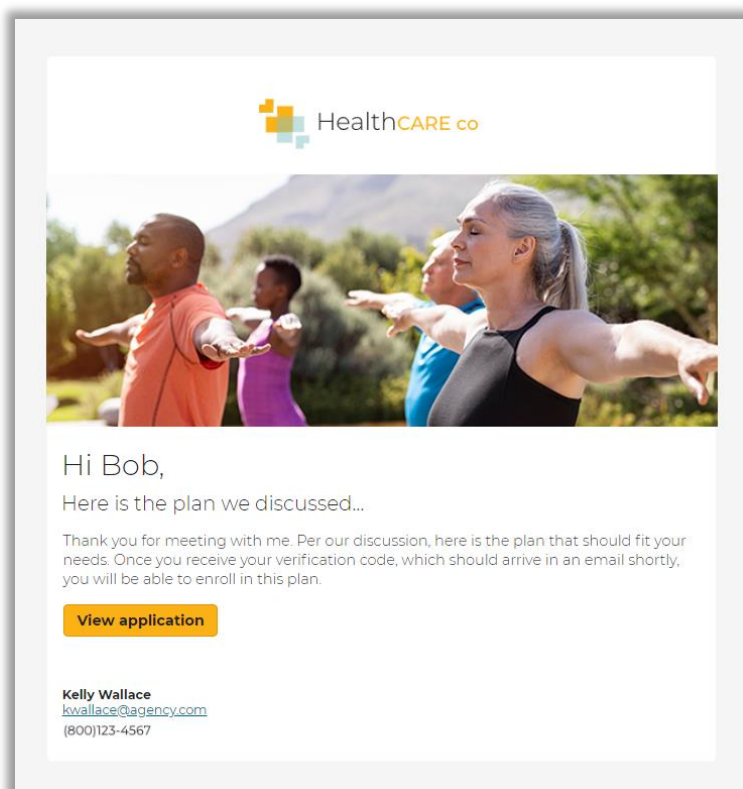 HealthCARE co
Hi Bob,
Here is the plan we discussed...
Thank you for meeting with me. Per our discussion, here is the plan that should fit your
needs. Once you receive your verification code, which should arrive in an email shortly,
you will be able to enroll in this plan.
View application
Kelly Wallace
kwallace@agency.com
(800)123-4567